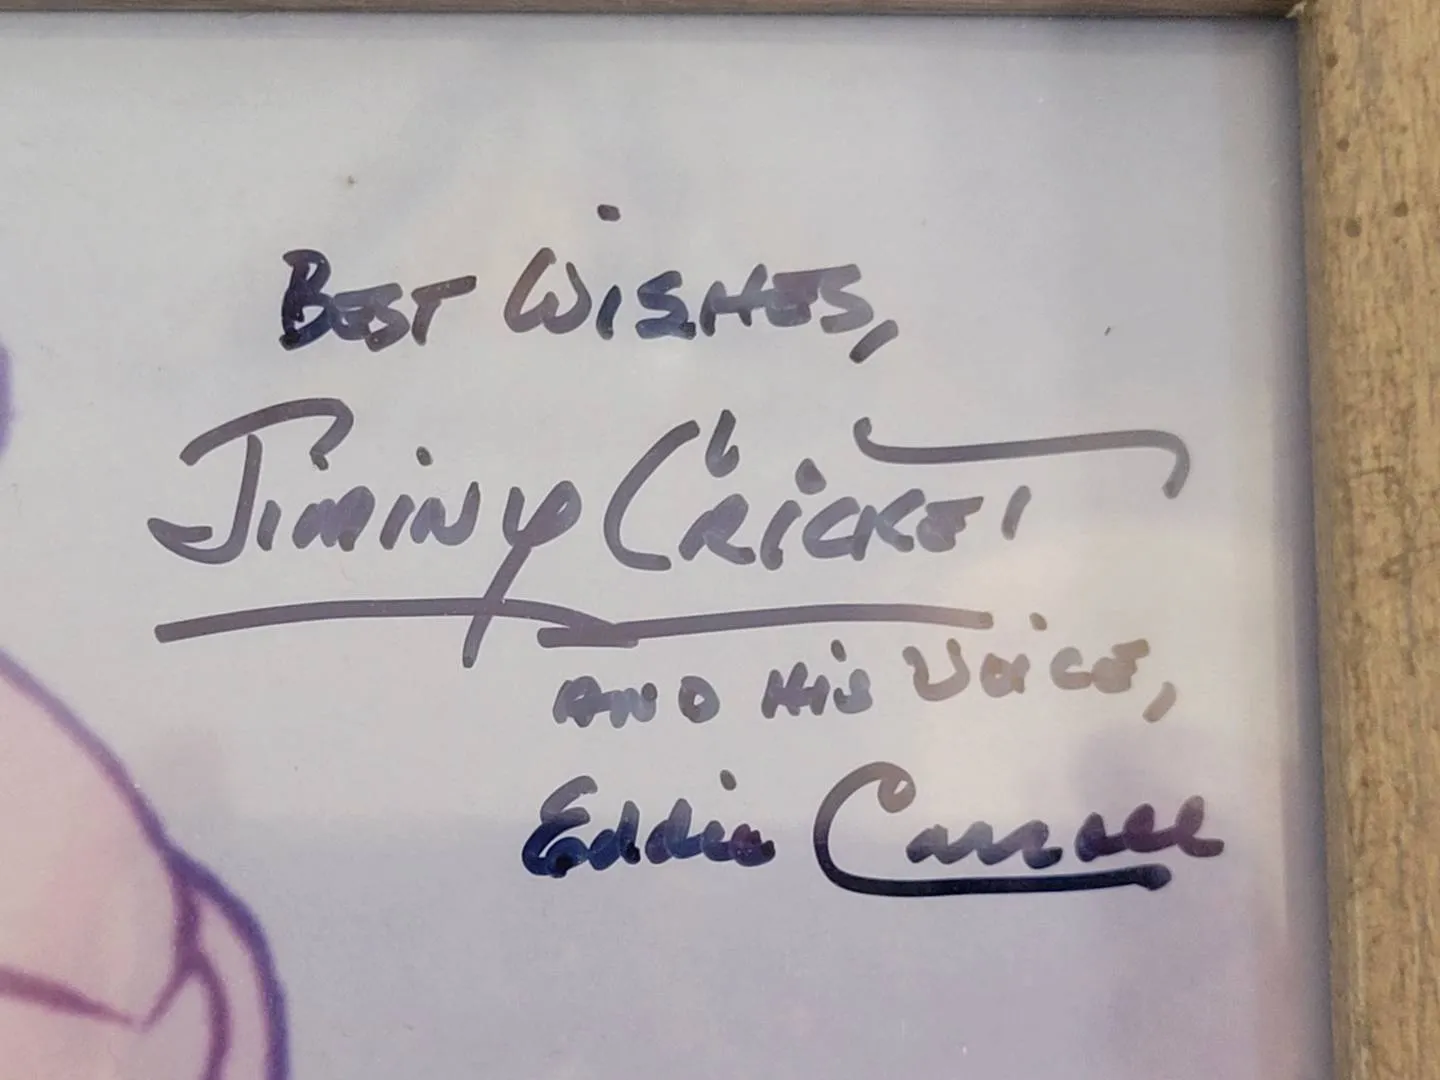 BEST WISHES,
JIMINY CRICKET
AND HIS VOICE,
Eddie Carroll